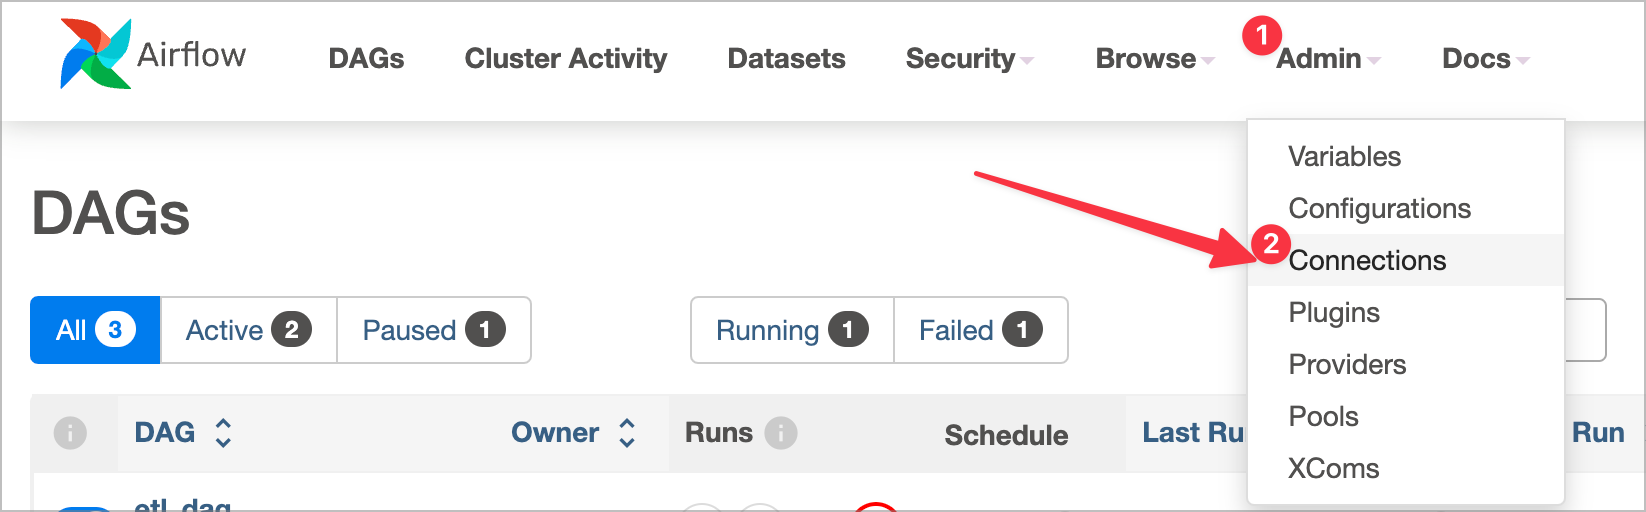 Airflow DAGs Cluster Activity Datasets Security Browse 1 Admin Docs
Variables
Configurations
2 Connections
Plugins
Providers
Pools
XComs
DAGs
All 3 Active 2 Paused 1 Running 1 Failed 1
DAG Owner Runs Schedule Last Ru Run
etl_dag